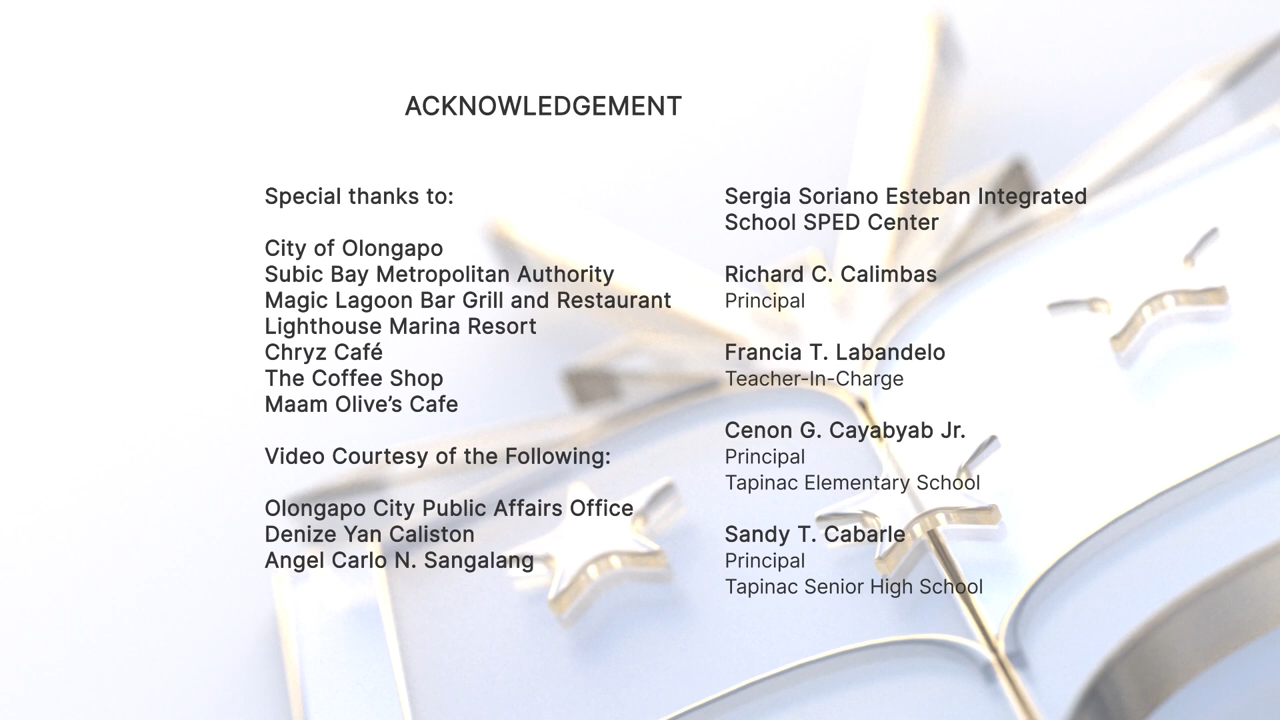 ACKNOWLEDGEMENT
Special thanks to:
City of Olongapo
Subic Bay Metropolitan Authority
Magic Lagoon Bar Grill and Restaurant
Lighthouse Marina Resort
Chryz Café
The Coffee Shop
Maam Olive’s Cafe
Video Courtesy of the Following:
Olongapo City Public Affairs Office
Denize Yan Caliston
Angel Carlo N. Sangalang
Sergia Soriano Esteban Integrated
School SPED Center
Richard C. Calimbas
Principal
Francia T. Labandelo
Teacher-In-Charge
Cenon G. Cayabyab Jr.
Principal
Tapinac Elementary School
Sandy T. Cabarle
Principal
Tapinac Senior High School